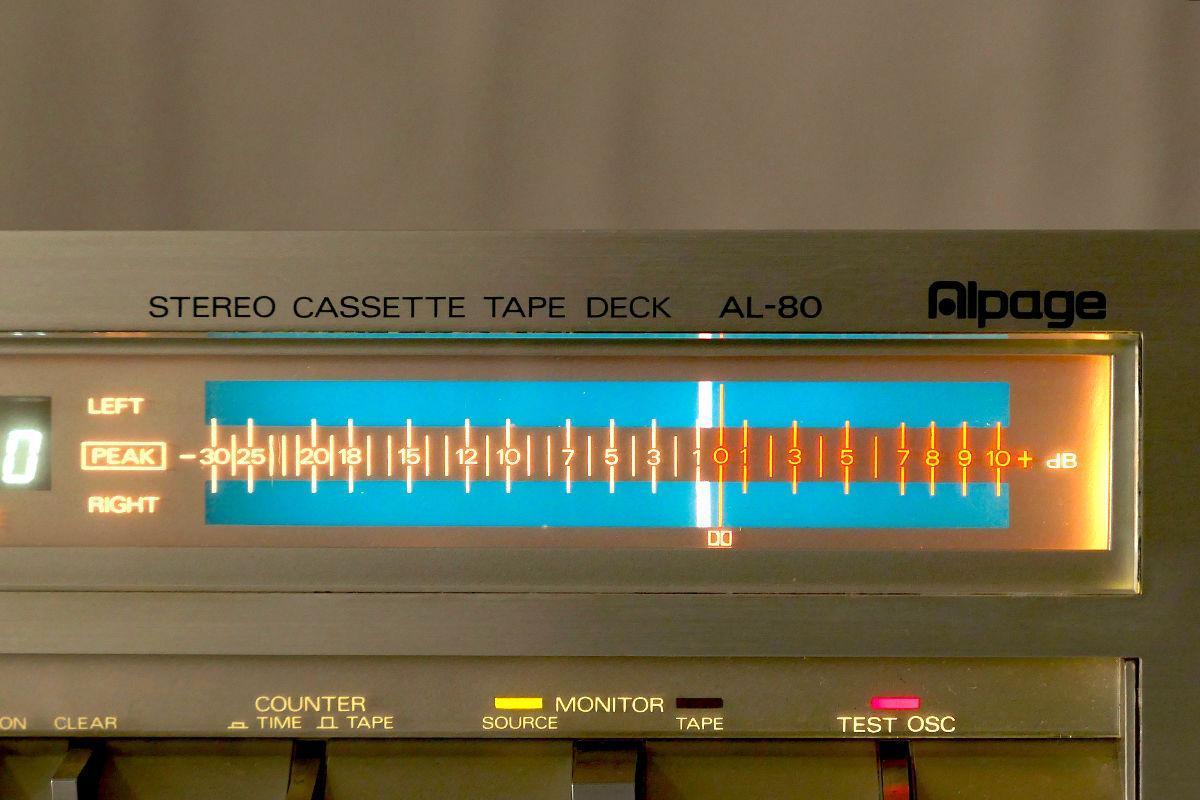 STEREO CASSETTE TAPE DECK AL-80 Alpage
LEFT
0
PEAK -30 25 20 18 15 12 10 7 5 3 1 0 1 3 5 7 8 9 10 + dB
RIGHT
COUNTER MONITOR
ON CLEAR TIME TAPE SOURCE TAPE TEST OSC